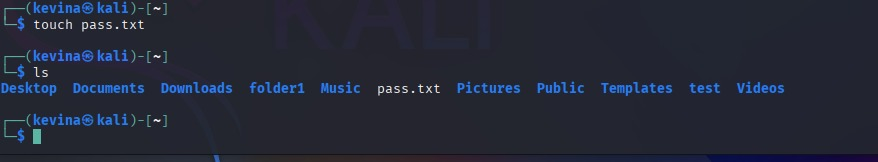 ┌──(kevina㉿kali)-[~]
└─$ touch pass.txt
┌──(kevina㉿kali)-[~]
└─$ ls
Desktop Documents Downloads folder1 Music pass.txt Pictures Public Templates test Videos
┌──(kevina㉿kali)-[~]
└─$
KALI